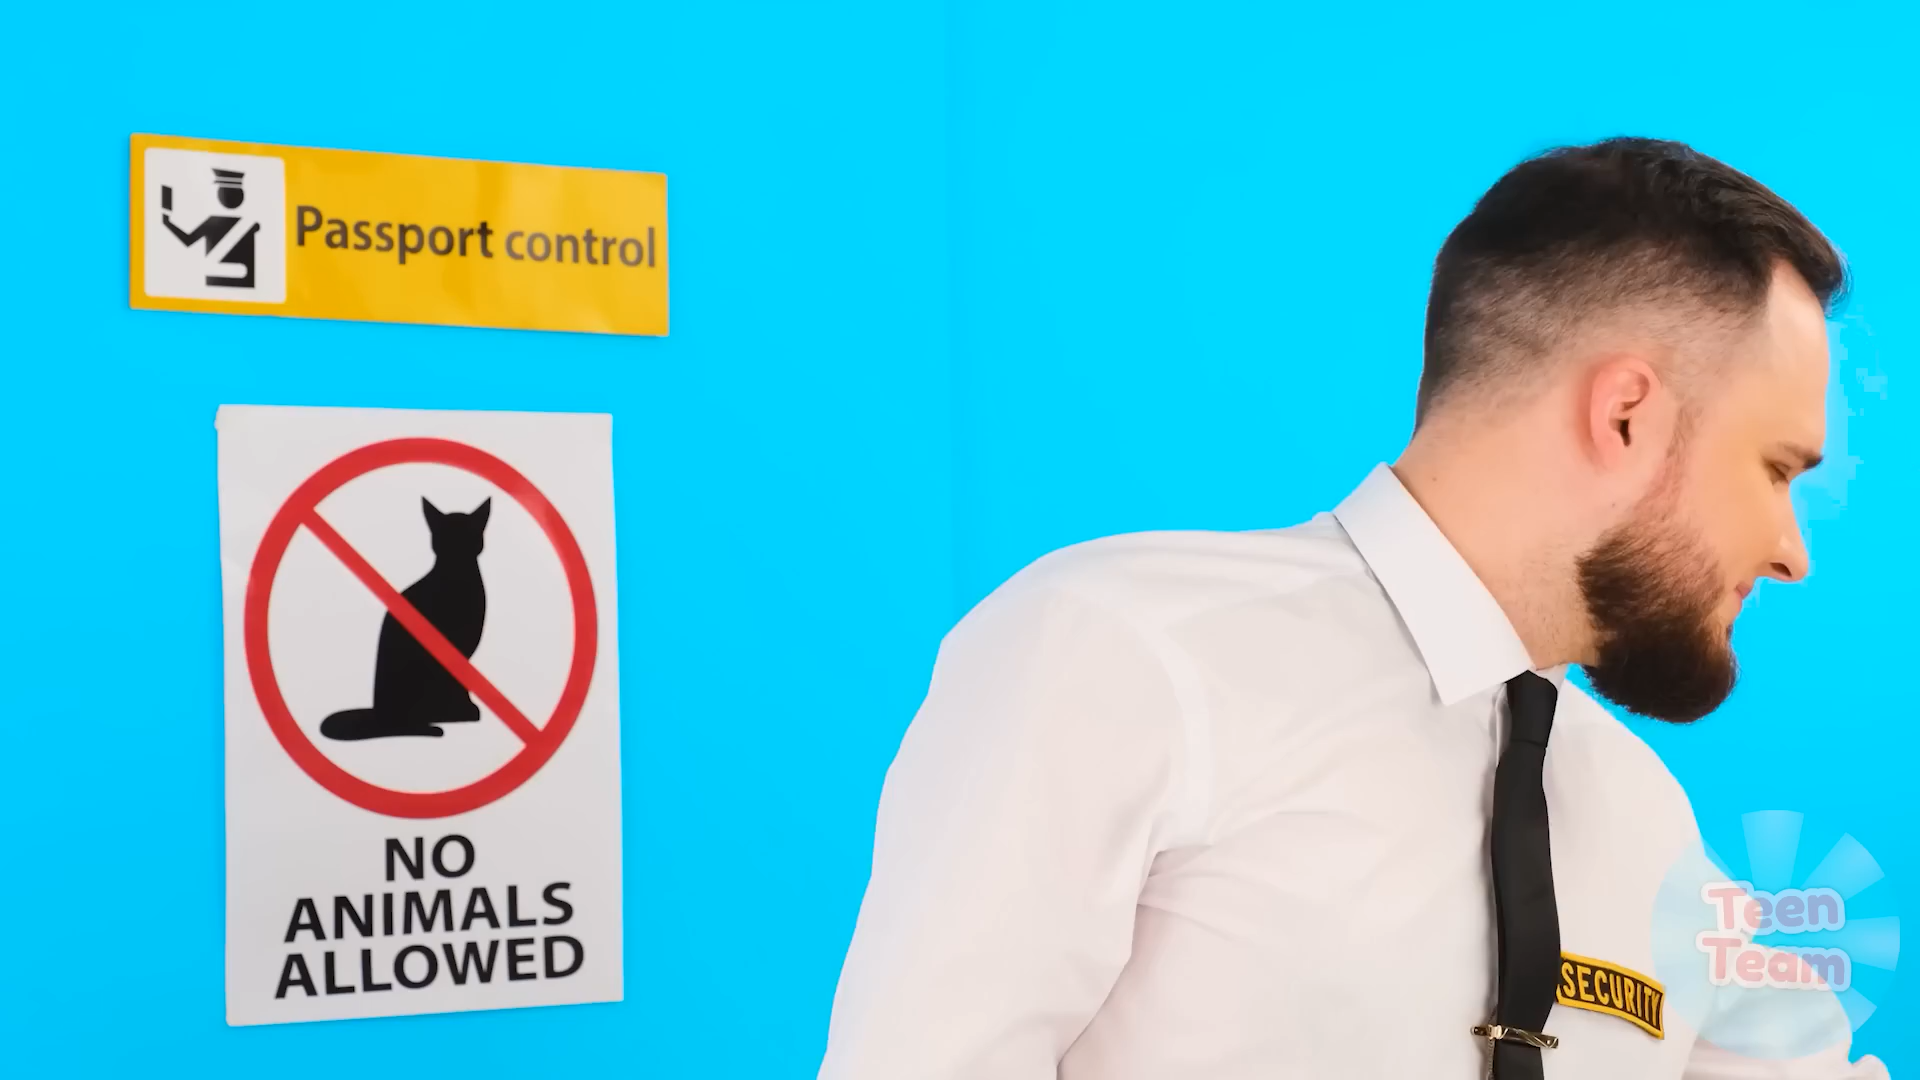 Passport control
NO
ANIMALS
ALLOWED
SECURITY
Teen
Team